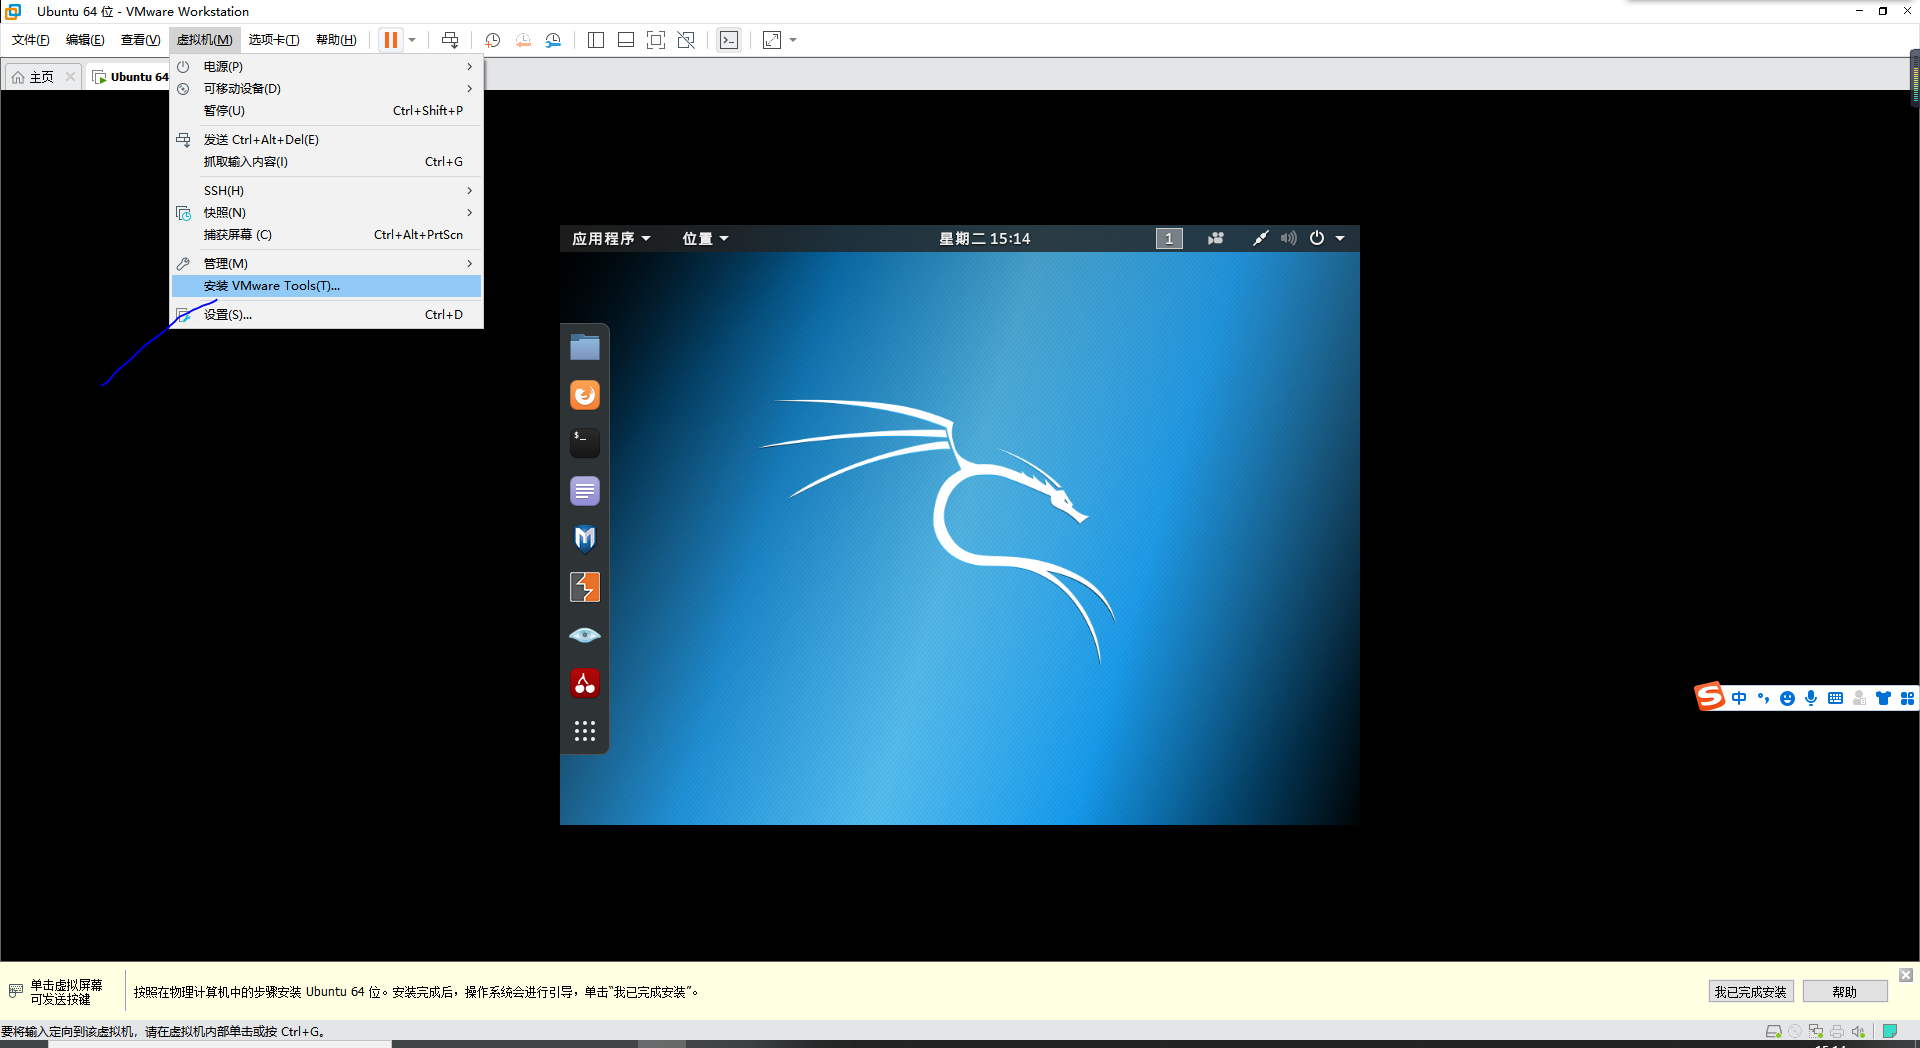 Ubuntu 64 位 - VMware Workstation
文件(F) 编辑(E) 查看(V) 虚拟机(M) 选项卡(T) 帮助(H)
主页
Ubuntu 64
电源(P)
可移动设备(D)
暂停(U) Ctrl+Shift+P
发送 Ctrl+Alt+Del(E)
抓取输入内容(I) Ctrl+G
SSH(H)
快照(N)
捕获屏幕 (C) Ctrl+Alt+PrtScn
管理(M)
安装 VMware Tools(T)...
设置(S)... Ctrl+D
应用程序 位置 星期二 15:14 1
$_
中
单击虚拟屏幕
可发送按键
按照在物理计算机中的步骤安装 Ubuntu 64 位。安装完成后，操作系统会进行引导，单击“我已完成安装”。
我已完成安装 帮助
要将输入定向到该虚拟机，请在虚拟机内部单击或按 Ctrl+G。